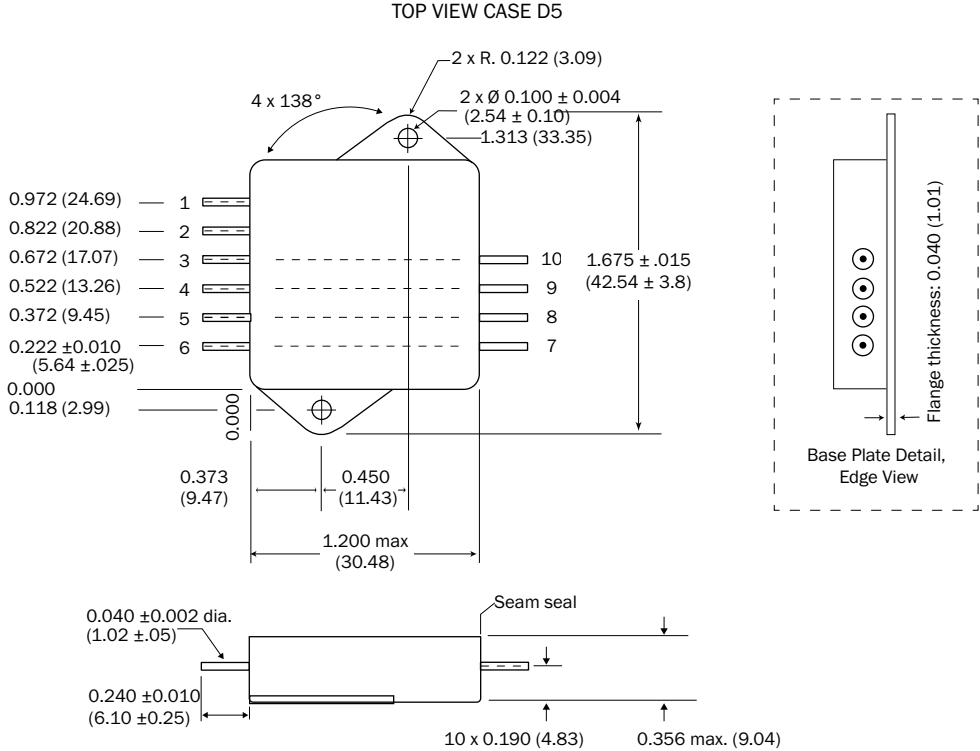 TOP VIEW CASE D5
2 x R. 0.122 (3.09)
4 x 138°
2 x Ø 0.100 ± 0.004
(2.54 ± 0.10)
1.313 (33.35)
0.972 (24.69)
1
0.822 (20.88)
2
0.672 (17.07)
3
10
0.522 (13.26)
4
9
0.372 (9.45)
5
8
0.222 ±0.010
(5.64 ±.025)
6
7
1.675 ± .015
(42.54 ± 3.8)
0.000
0.118 (2.99)
0.000
0.373
(9.47)
0.450
(11.43)
1.200 max
(30.48)
Flange thickness: 0.040 (1.01)
Base Plate Detail,
Edge View
Seam seal
0.040 ±0.002 dia.
(1.02 ±.05)
0.240 ±0.010
(6.10 ±0.25)
10 x 0.190 (4.83)
0.356 max. (9.04)